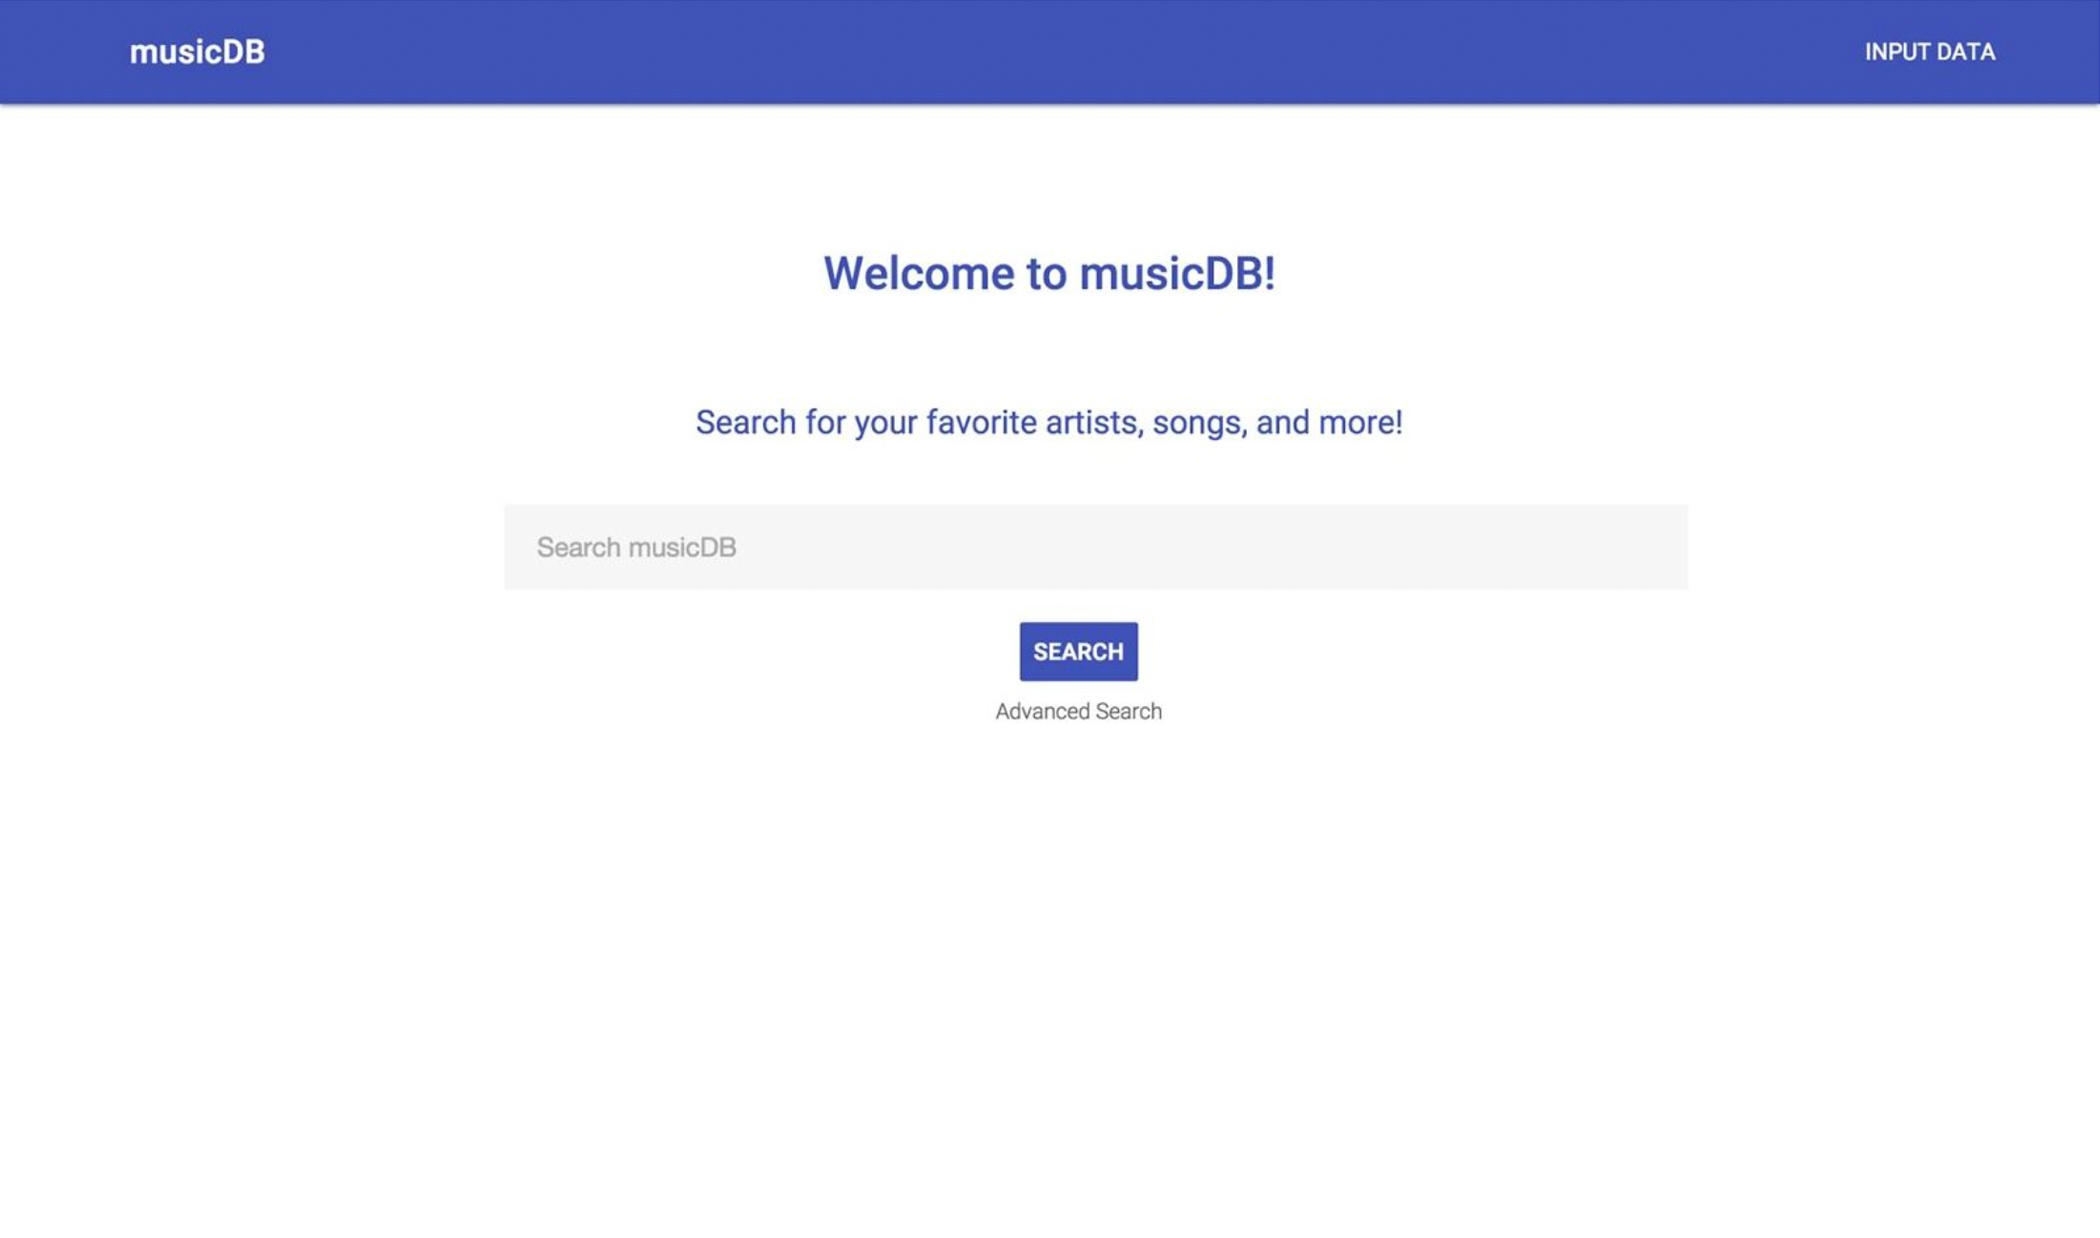 musicDB
INPUT DATA
Welcome to musicDB!
Search for your favorite artists, songs, and more!
Search musicDB
SEARCH
Advanced Search